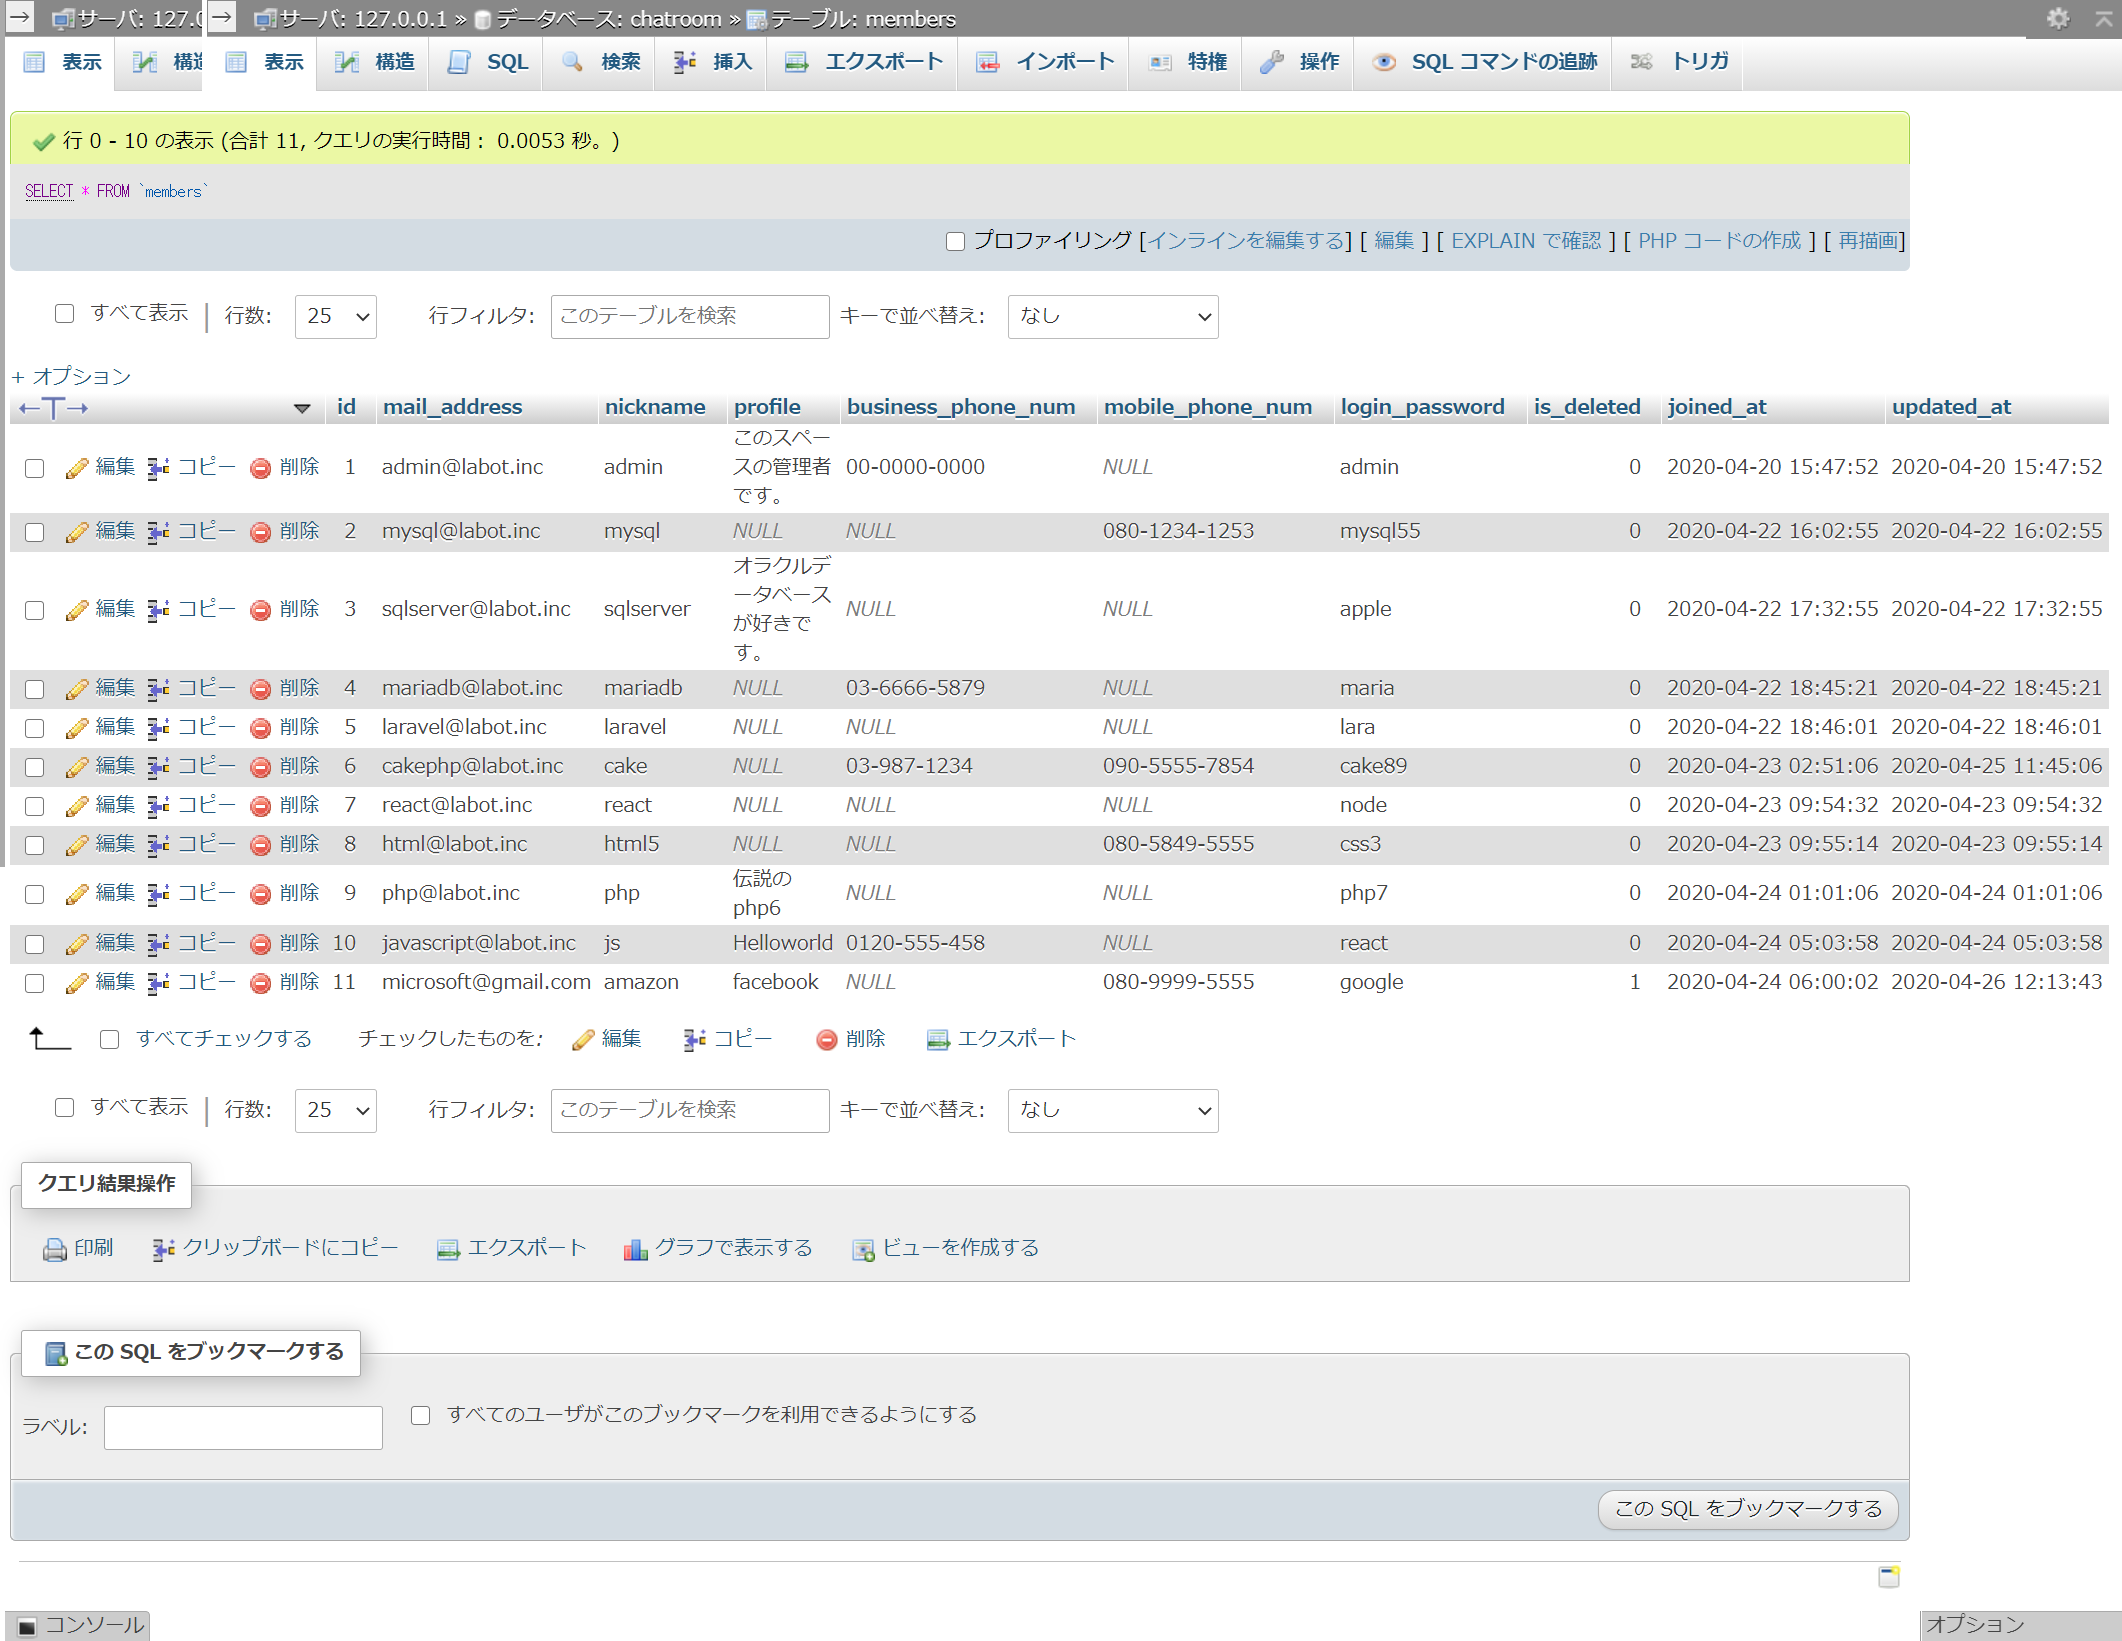 サーバ: 127.0
サーバ: 127.0.0.1 » データベース: chatroom » テーブル: members
表示 構造 表示 構造 SQL 検索 挿入 エクスポート インポート 特権 操作 SQL コマンドの追跡 トリガ
行 0 - 10 の表示 (合計 11, クエリの実行時間： 0.0053 秒。)
SELECT * FROM `members`
プロファイリング [インラインを編集する] [ 編集 ] [ EXPLAIN で確認 ] [ PHP コードの作成 ] [ 再描画]
すべて表示 | 行数: 25 行フィルタ: このテーブルを検索 キーで並べ替え: なし
+ オプション
←T→ id mail_address nickname profile business_phone_num mobile_phone_num login_password is_deleted joined_at updated_at
編集 コピー 削除 1 admin@labot.inc admin このスペースの管理者です。 00-0000-0000 NULL admin 0 2020-04-20 15:47:52 2020-04-20 15:47:52
編集 コピー 削除 2 mysql@labot.inc mysql NULL NULL 080-1234-1253 mysql55 0 2020-04-22 16:02:55 2020-04-22 16:02:55
編集 コピー 削除 3 sqlserver@labot.inc sqlserver オラクルデータベースが好きです。 NULL NULL apple 0 2020-04-22 17:32:55 2020-04-22 17:32:55
編集 コピー 削除 4 mariadb@labot.inc mariadb NULL 03-6666-5879 NULL maria 0 2020-04-22 18:45:21 2020-04-22 18:45:21
編集 コピー 削除 5 laravel@labot.inc laravel NULL NULL NULL lara 0 2020-04-22 18:46:01 2020-04-22 18:46:01
編集 コピー 削除 6 cakephp@labot.inc cake NULL 03-987-1234 090-5555-7854 cake89 0 2020-04-23 02:51:06 2020-04-25 11:45:06
編集 コピー 削除 7 react@labot.inc react NULL NULL NULL node 0 2020-04-23 09:54:32 2020-04-23 09:54:32
編集 コピー 削除 8 html@labot.inc html5 NULL NULL 080-5849-5555 css3 0 2020-04-23 09:55:14 2020-04-23 09:55:14
編集 コピー 削除 9 php@labot.inc php 伝説のphp6 NULL NULL php7 0 2020-04-24 01:01:06 2020-04-24 01:01:06
編集 コピー 削除 10 javascript@labot.inc js Helloworld 0120-555-458 NULL react 0 2020-04-24 05:03:58 2020-04-24 05:03:58
編集 コピー 削除 11 microsoft@gmail.com amazon facebook NULL 080-9999-5555 google 1 2020-04-24 06:00:02 2020-04-26 12:13:43
すべてチェックする チェックしたものを: 編集 コピー 削除 エクスポート
すべて表示 | 行数: 25 行フィルタ: このテーブルを検索 キーで並べ替え: なし
クエリ結果操作
印刷 クリップボードにコピー エクスポート グラフで表示する ビューを作成する
この SQL をブックマークする
ラベル: すべてのユーザがこのブックマークを利用できるようにする
この SQL をブックマークする
コンソール オプション